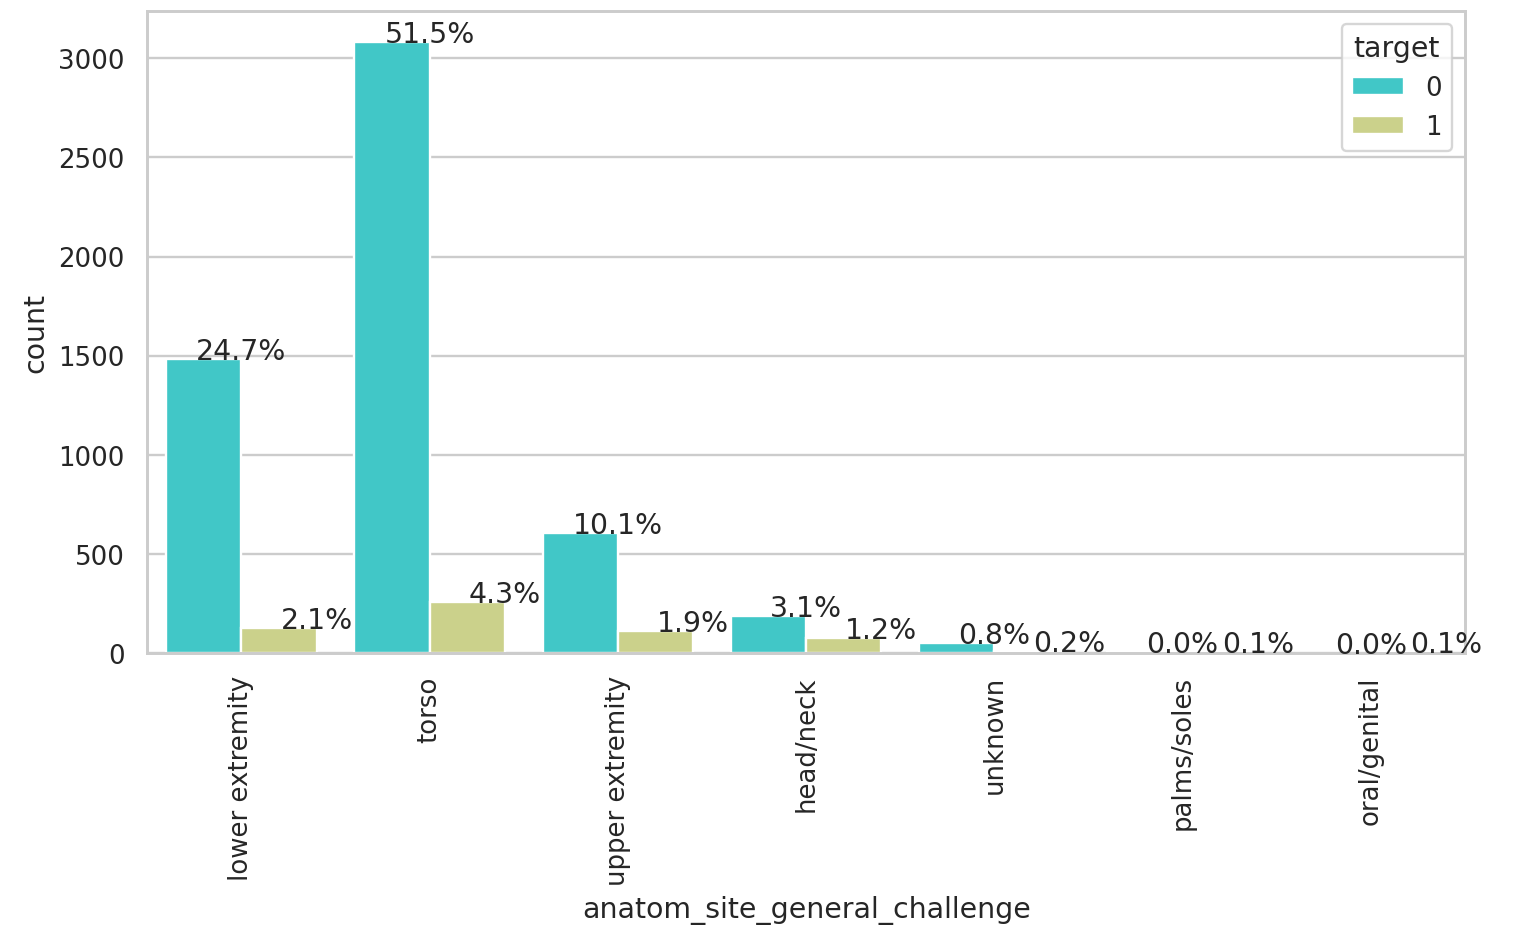 target
0
1
3000
2500
2000
1500
1000
500
0
count
24.7%
2.1%
51.5%
4.3%
10.1%
1.9%
3.1%
1.2%
0.8%
0.2%
0.0%
0.1%
0.0%
0.1%
lower extremity
torso
upper extremity
head/neck
unknown
palms/soles
oral/genital
anatom_site_general_challenge